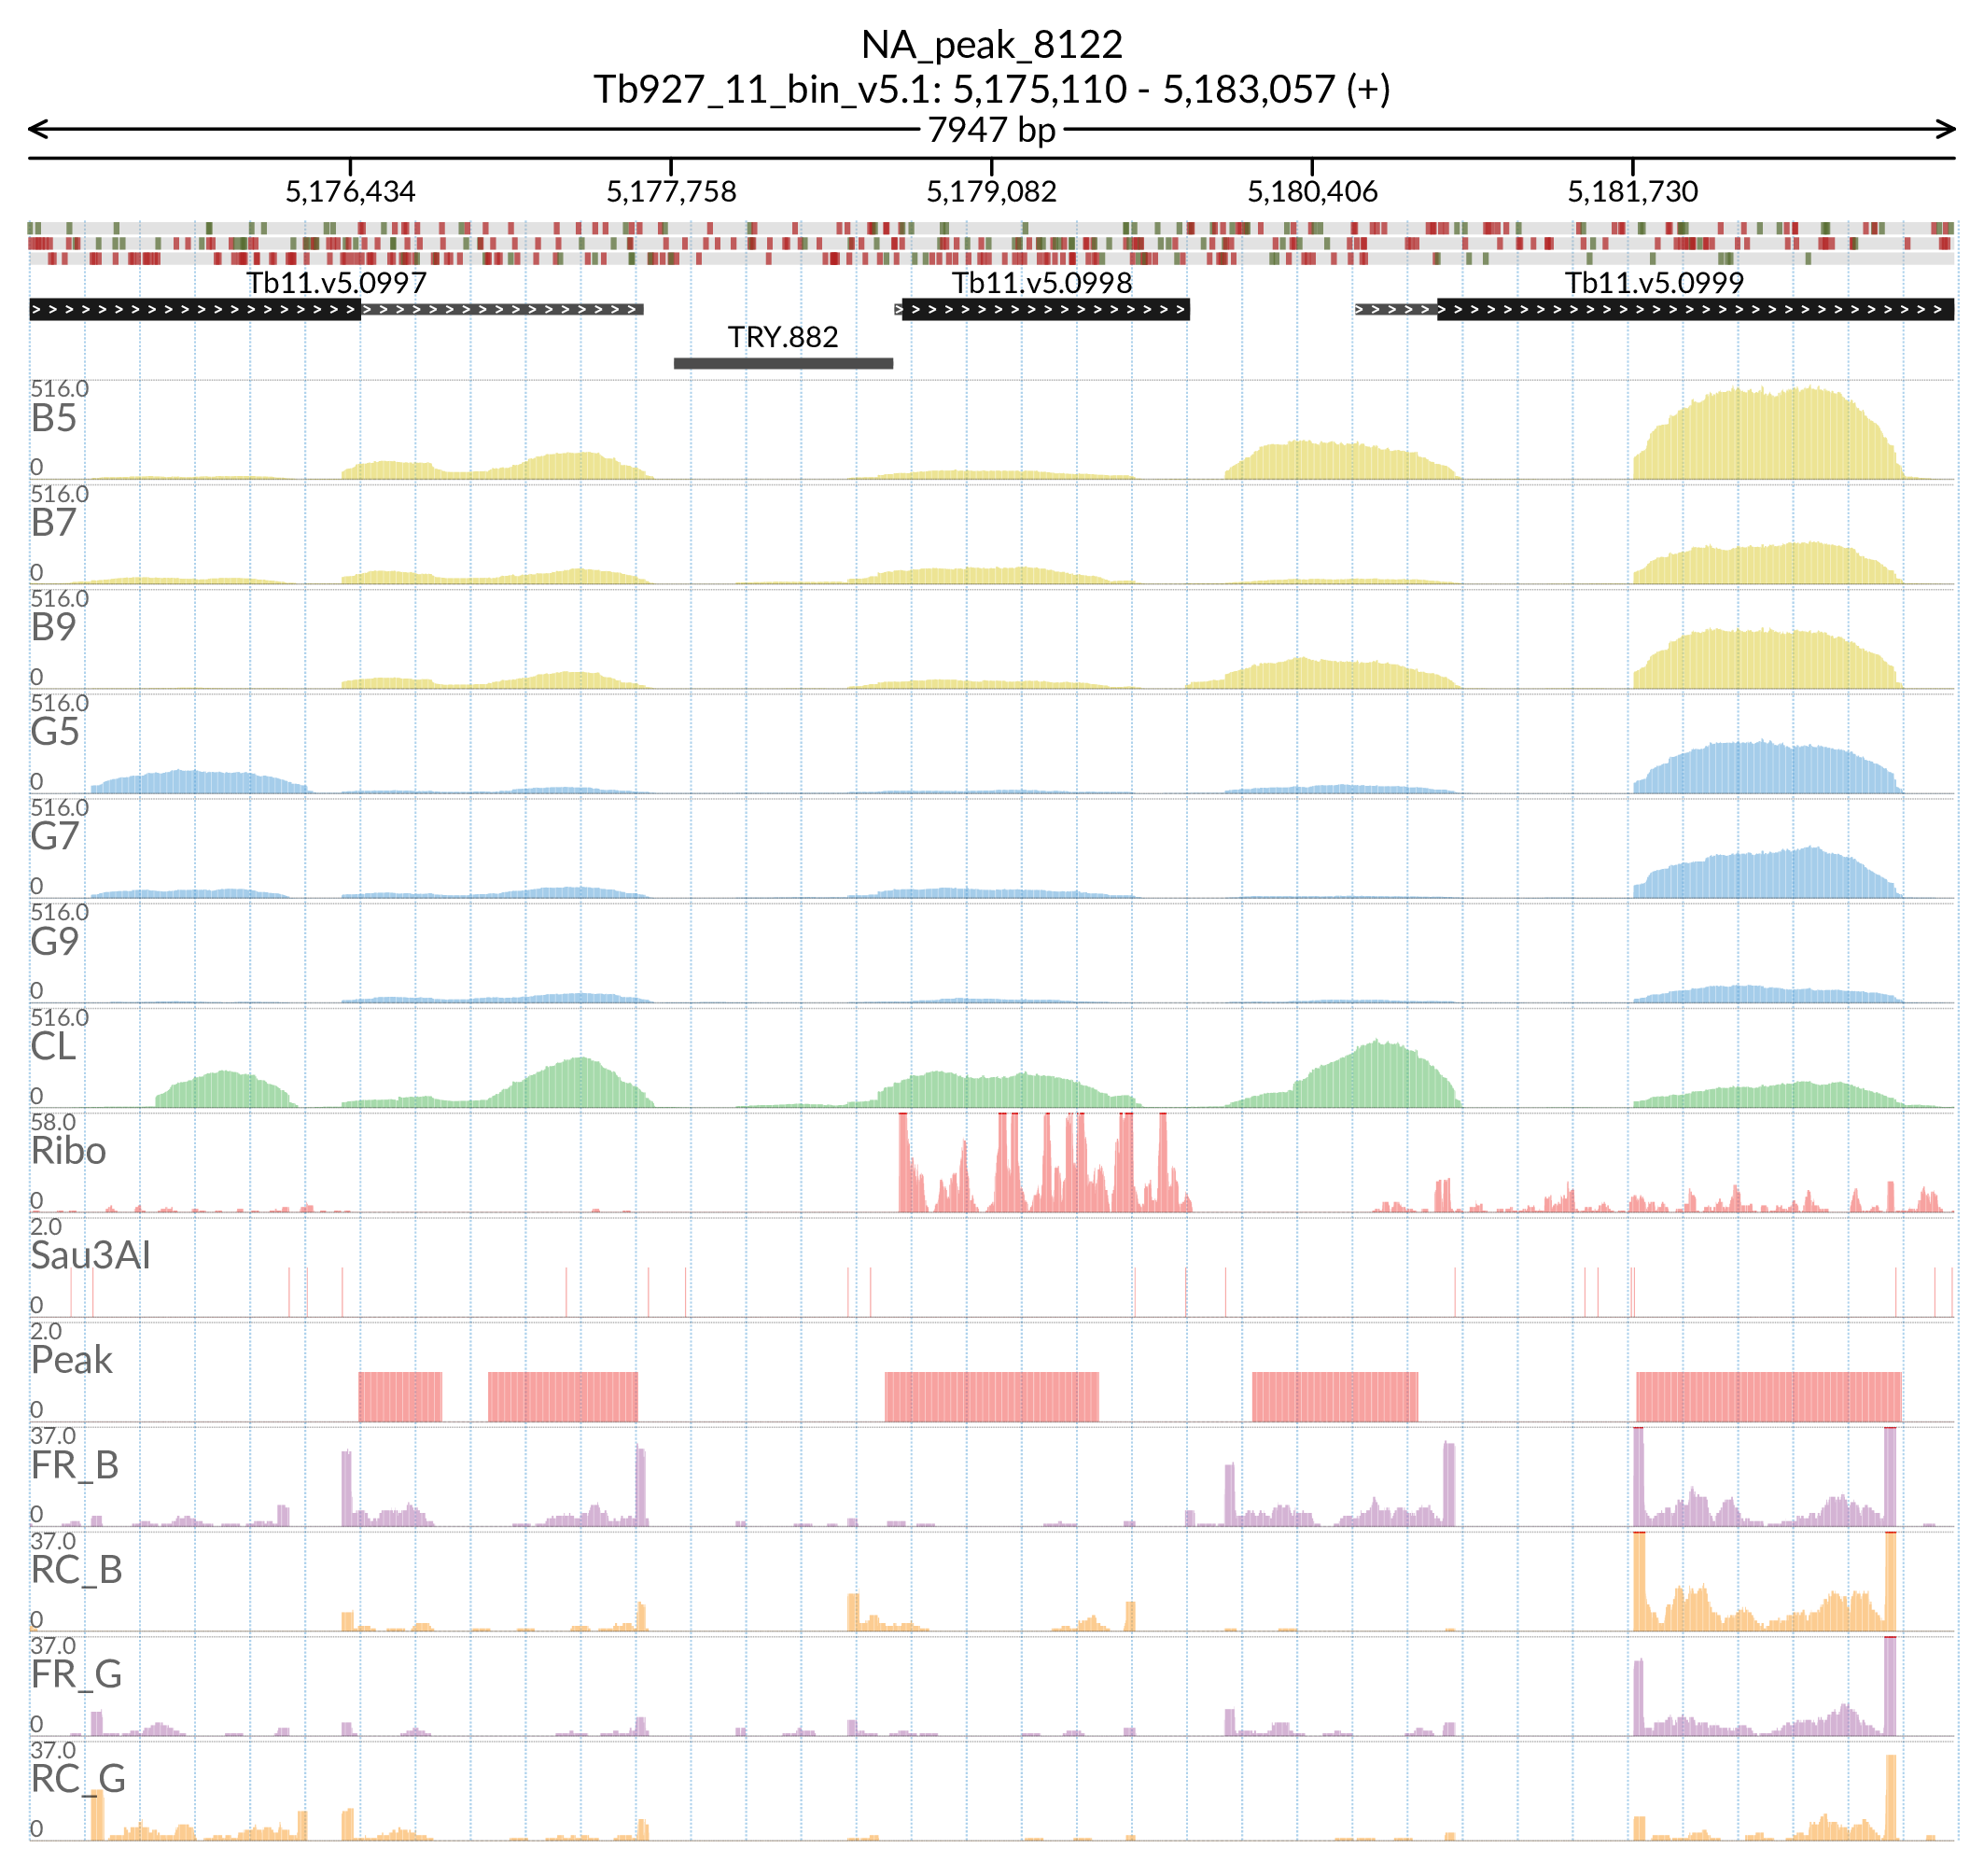 NA_peak_8122
Tb927_11_bin_v5.1: 5,175,110 - 5,183,057 (+)
7947 bp
5,176,434 5,177,758 5,179,082 5,180,406 5,181,730
Tb11.v5.0997 Tb11.v5.0998 Tb11.v5.0999
TRY.882
516.0
B5
0
516.0
B7
0
516.0
B9
0
516.0
G5
0
516.0
G7
0
516.0
G9
0
516.0
CL
0
58.0
Ribo
0
2.0
Sau3AI
0
2.0
Peak
0
37.0
FR_B
0
37.0
RC_B
0
37.0
FR_G
0
37.0
RC_G
0